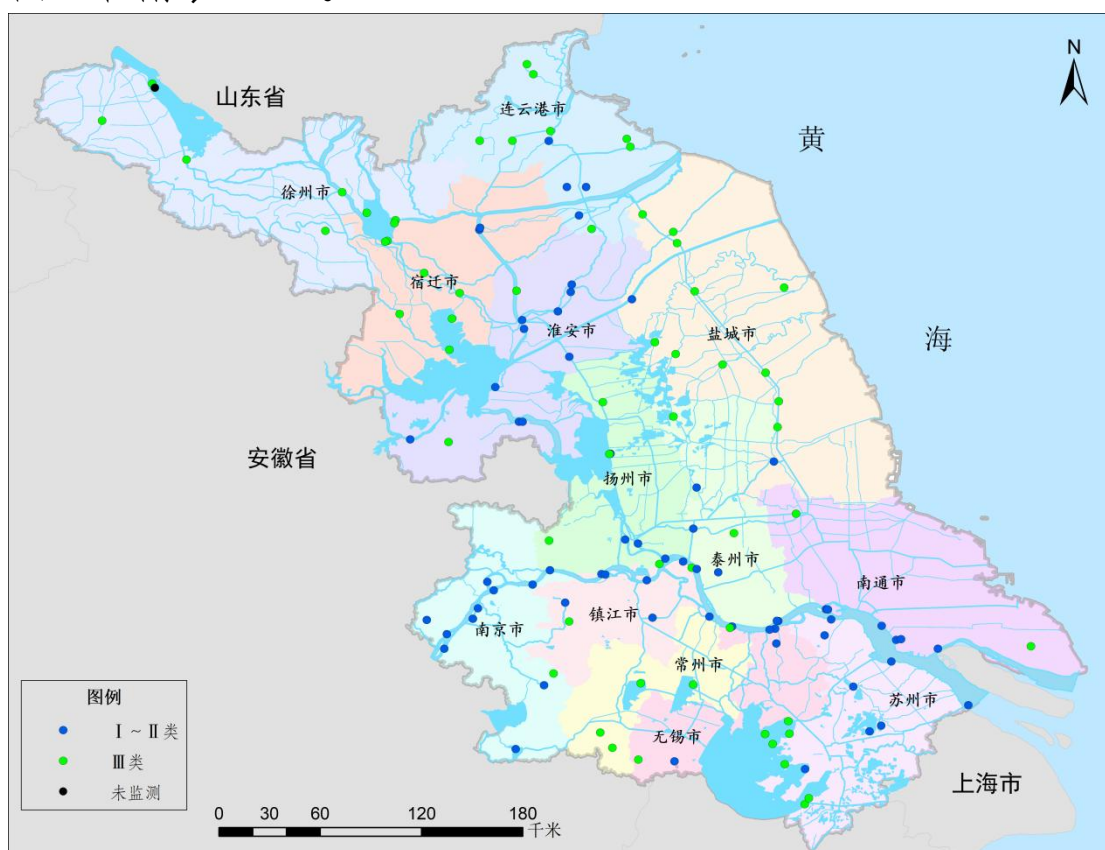 N
山东省
连云港市
黄
徐州市
宿迁市
海
淮安市
盐城市
安徽省
扬州市
泰州市
南通市
镇江市
南京市
常州市
苏州市
无锡市
上海市
图例
Ⅰ～Ⅱ类
Ⅲ类
未监测
0 30 60 120 180
千米